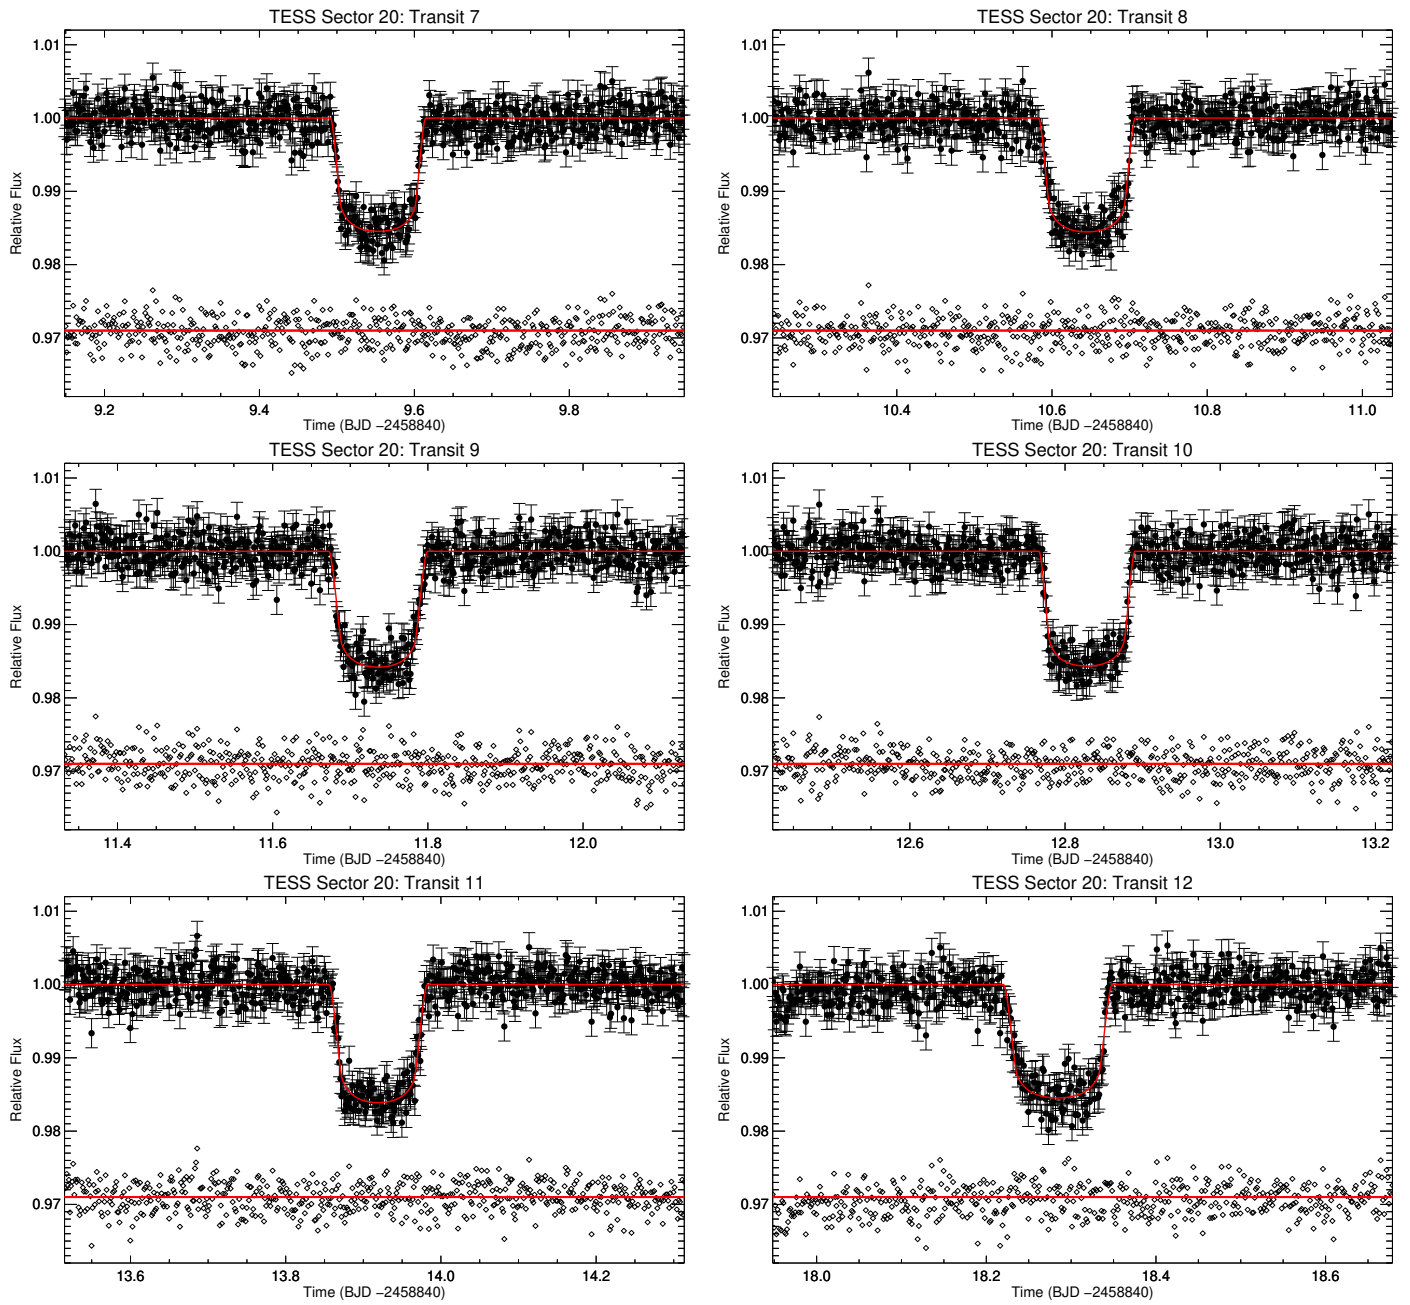 TESS Sector 20: Transit 7
1.01
1.00
0.99
0.98
0.97
Relative Flux
9.2 9.4 9.6 9.8
Time (BJD −2458840)
TESS Sector 20: Transit 8
1.01
1.00
0.99
0.98
0.97
Relative Flux
10.4 10.6 10.8 11.0
Time (BJD −2458840)
TESS Sector 20: Transit 9
1.01
1.00
0.99
0.98
0.97
Relative Flux
11.4 11.6 11.8 12.0
Time (BJD −2458840)
TESS Sector 20: Transit 10
1.01
1.00
0.99
0.98
0.97
Relative Flux
12.6 12.8 13.0 13.2
Time (BJD −2458840)
TESS Sector 20: Transit 11
1.01
1.00
0.99
0.98
0.97
Relative Flux
13.6 13.8 14.0 14.2
Time (BJD −2458840)
TESS Sector 20: Transit 12
1.01
1.00
0.99
0.98
0.97
Relative Flux
18.0 18.2 18.4 18.6
Time (BJD −2458840)